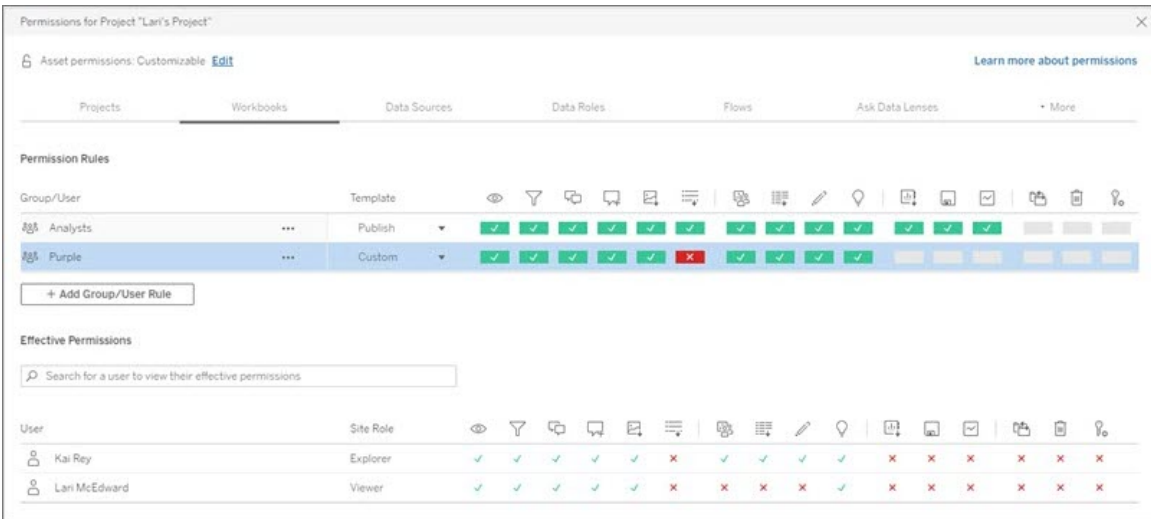 Permissions for Project "Lari's Project"
Asset permissions: Customizable Edit
Learn more about permissions
Projects Workbooks Data Sources Data Roles Flows Ask Data Lenses • More
Permission Rules
Group/User Template
Analysts ••• Publish
Purple ••• Custom
+ Add Group/User Rule
Effective Permissions
Search for a user to view their effective permissions
User Site Role
Kai Rey Explorer
Lari McEdward Viewer